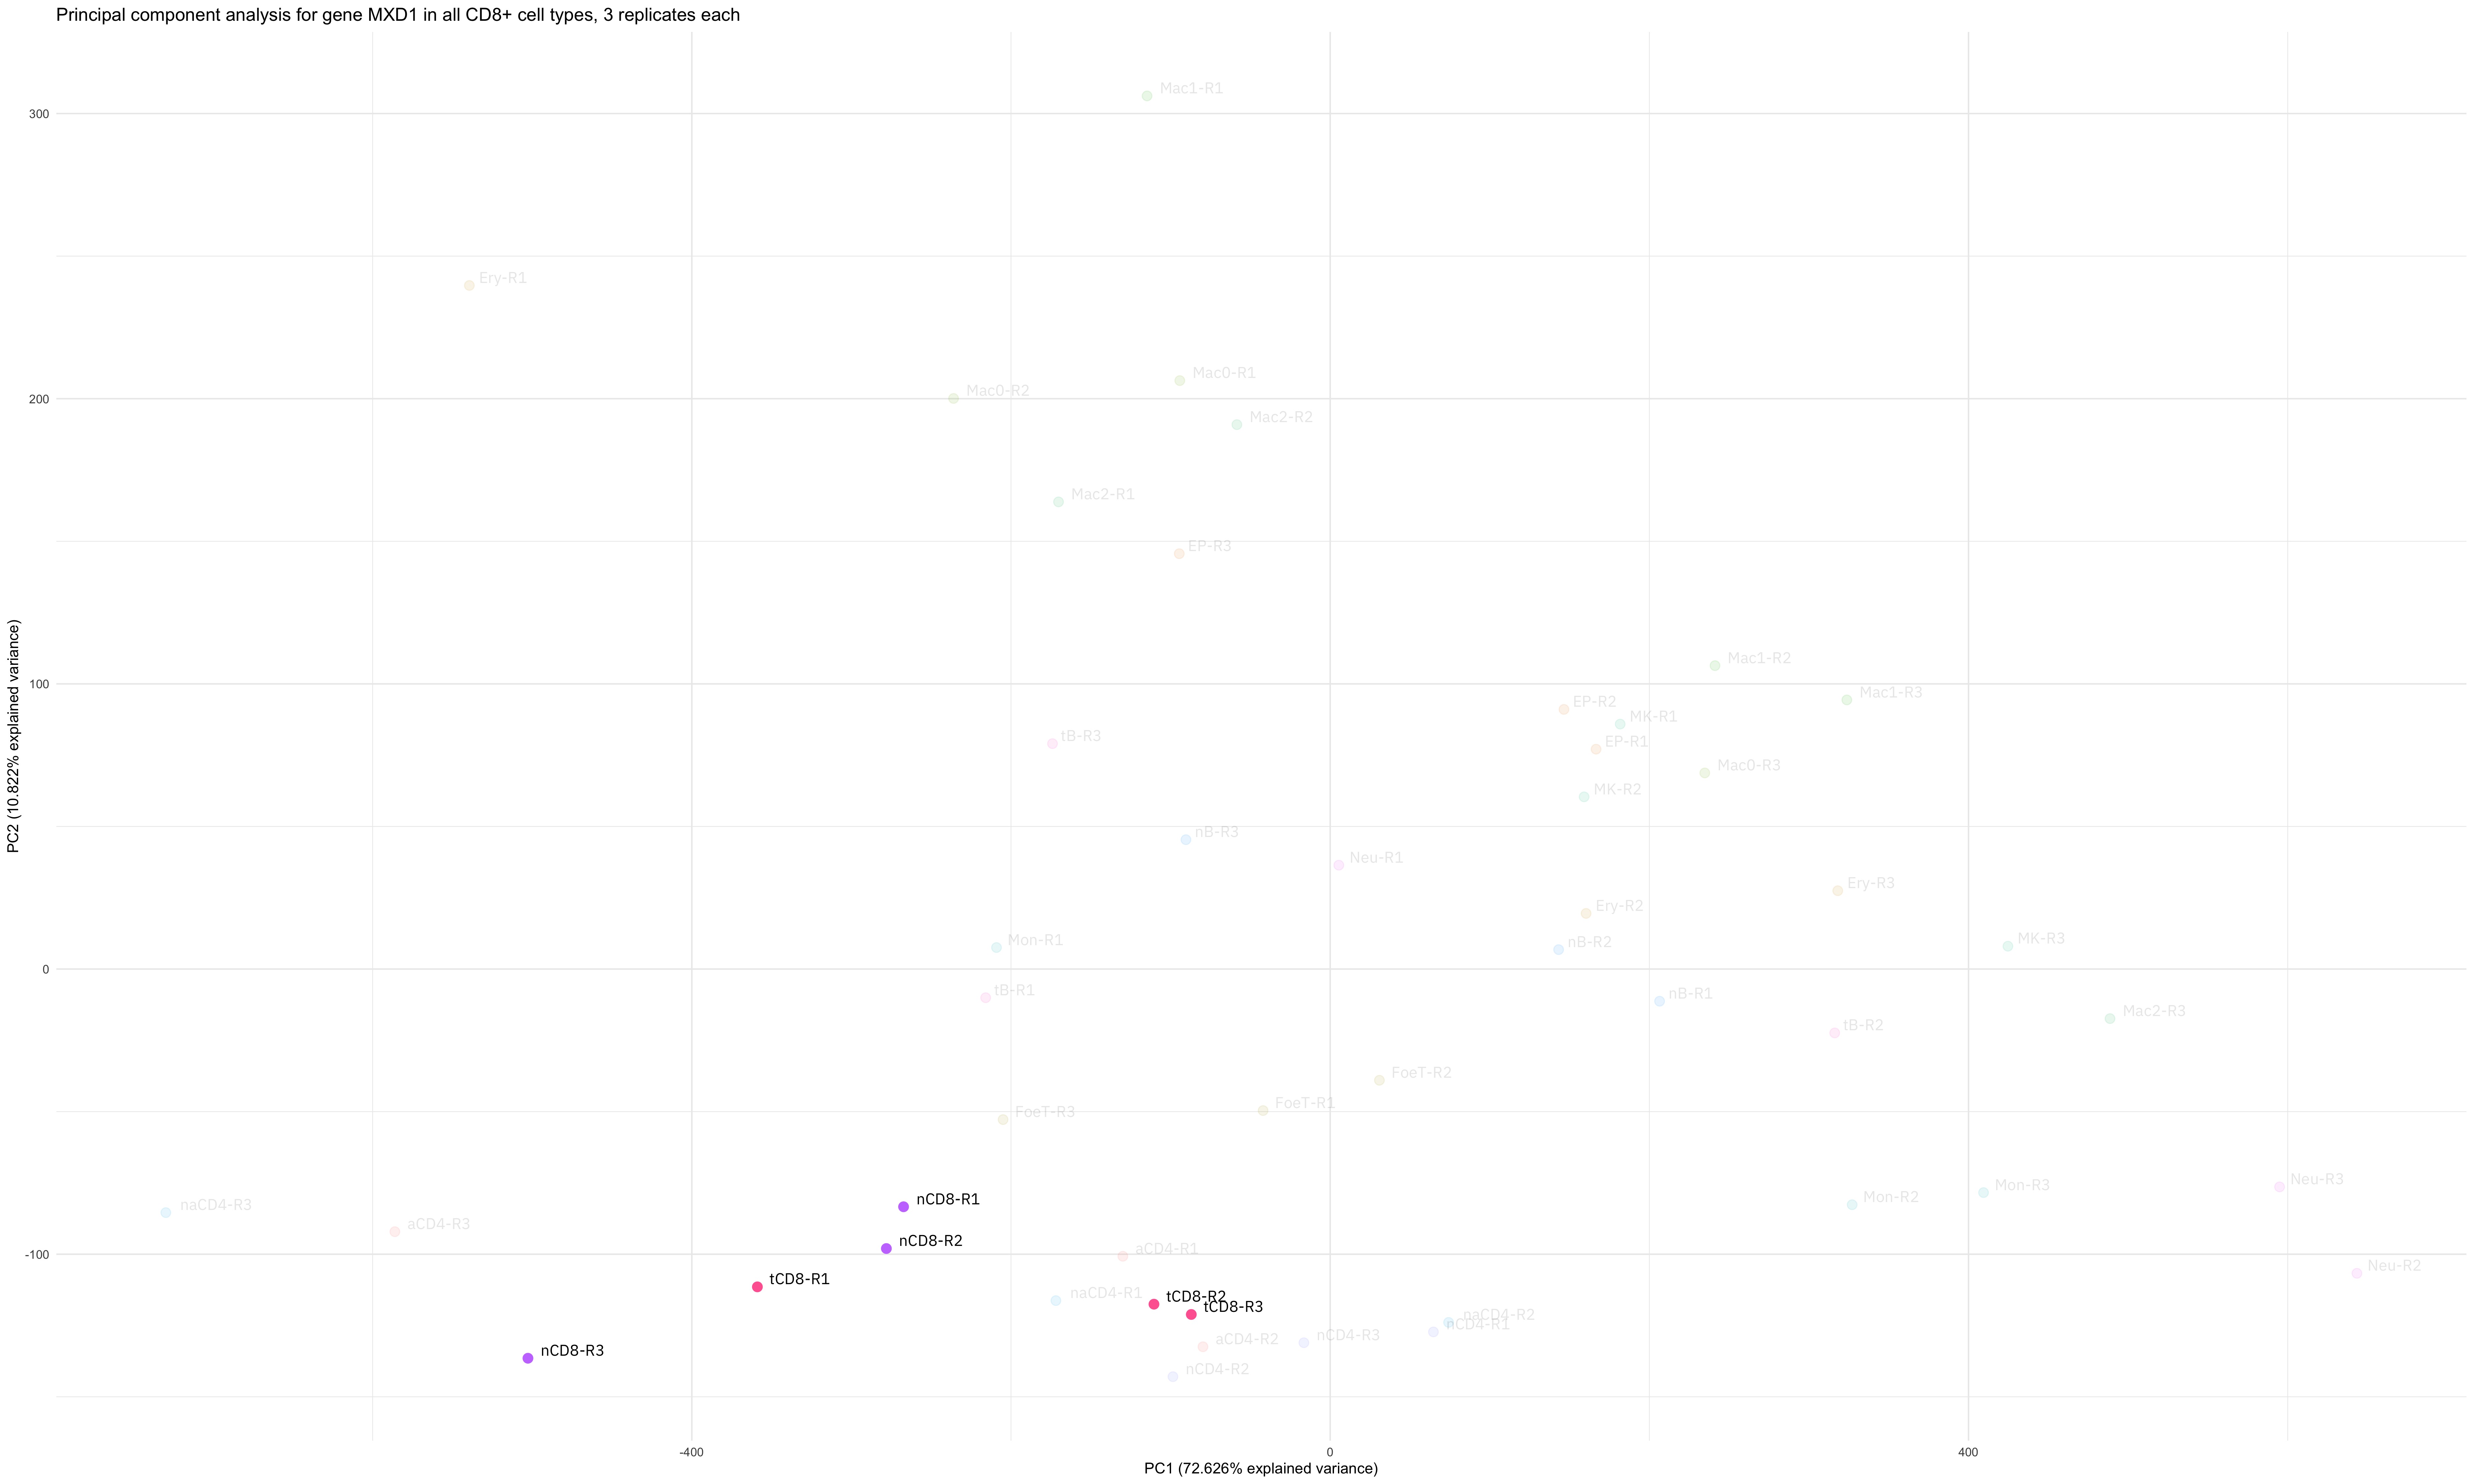 Principal component analysis for gene MXD1 in all CD8+ cell types, 3 replicates each
Mac1-R1
300
Ery-R1
Mac0-R1
Mac0-R2
200
Mac2-R2
Mac2-R1
EP-R3
Mac1-R2
100
Mac1-R3
EP-R2
MK-R1
tB-R3
EP-R1
Mac0-R3
MK-R2
nB-R3
Neu-R1
Ery-R3
Ery-R2
Mon-R1
nB-R2
MK-R3
0
tB-R1
nB-R1
Mac2-R3
tB-R2
FoeT-R2
FoeT-R1
FoeT-R3
Neu-R3
Mon-R3
Mon-R2
nCD8-R1
naCD4-R3
aCD4-R3
nCD8-R2
aCD4-R1
-100
Neu-R2
tCD8-R1
naCD4-R1
tCD8-R2
tCD8-R3
naCD4-R2
nCD4-R1
nCD4-R3
aCD4-R2
nCD8-R3
nCD4-R2
-400
0
400
PC1 (72.626% explained variance)
PC2 (10.822% explained variance)